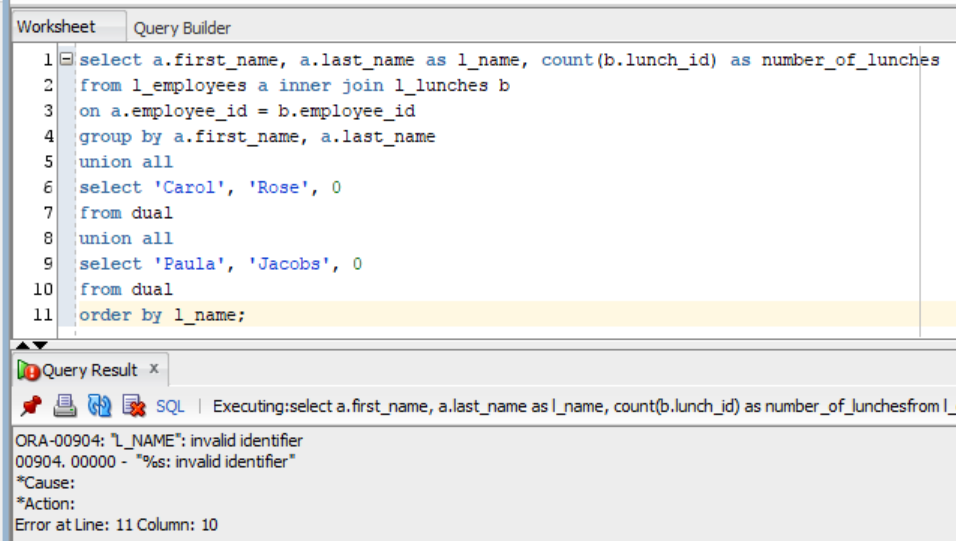 Worksheet Query Builder
1 select a.first_name, a.last_name as l_name, count(b.lunch_id) as number_of_lunches
2 from l_employees a inner join l_lunches b
3 on a.employee_id = b.employee_id
4 group by a.first_name, a.last_name
5 union all
6 select 'Carol', 'Rose', 0
7 from dual
8 union all
9 select 'Paula', 'Jacobs', 0
10 from dual
11 order by l_name;
Query Result x
SQL | Executing:select a.first_name, a.last_name as l_name, count(b.lunch_id) as number_of_lunchesfrom l_
ORA-00904: "L_NAME": invalid identifier
00904. 00000 - "%s: invalid identifier"
*Cause:
*Action:
Error at Line: 11 Column: 10